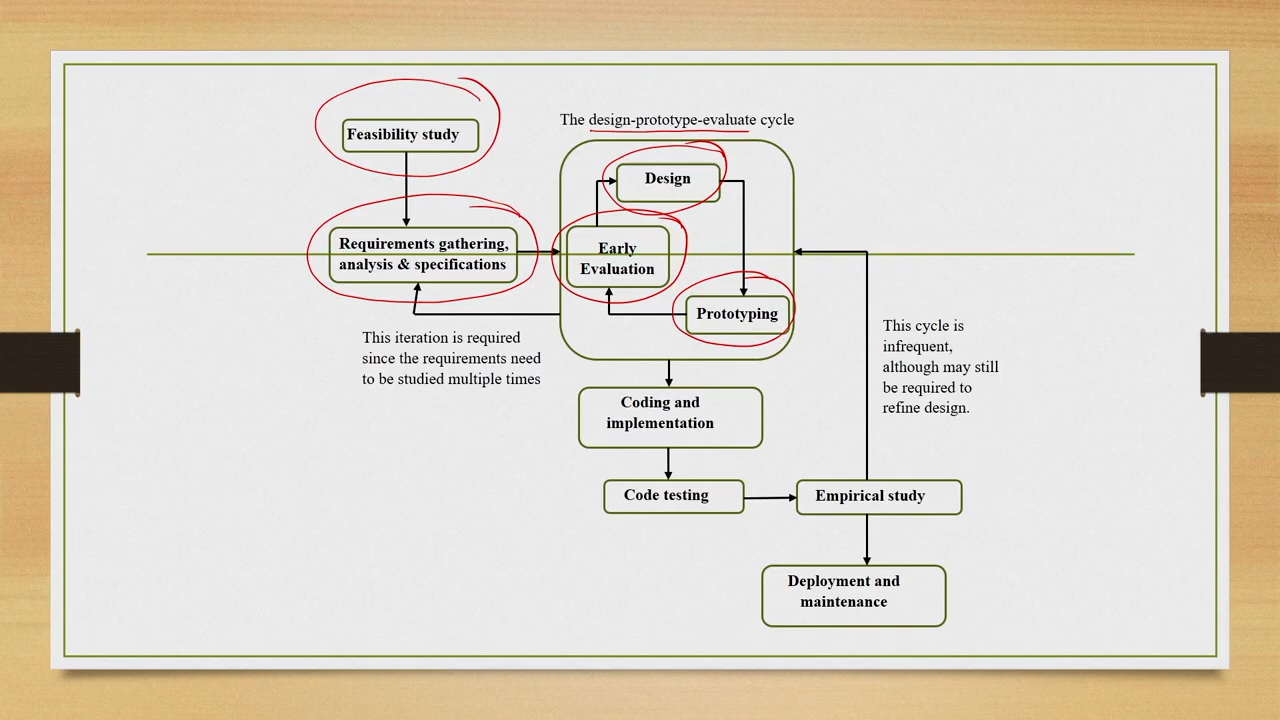 The design-prototype-evaluate cycle
Feasibility study
Design
Requirements gathering,
analysis & specifications
Early
Evaluation
Prototyping
This iteration is required
since the requirements need
to be studied multiple times
This cycle is
infrequent,
although may still
be required to
refine design.
Coding and
implementation
Code testing
Empirical study
Deployment and
maintenance